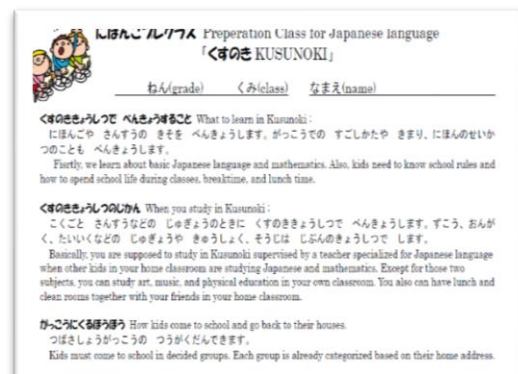 にほんごプレクラス Preperation Class for Japanese language
「くすのき KUSUNOKI」
ねん(grade) くみ(class) なまえ(name)
くすのききょうしつで べんきょうすること What to learn in Kusunoki :
にほんごや さんすうの きそを べんきょうします。がっこうでの すごしかたや きまり、にほんのせいか
つのことも べんきょうします。
Fisrtly, we learn about basic Japanese language and mathematics. Also, kids need to know school rules and
how to spend school life during classes, breaktime, and lunch time.
くすのききょうしつのじかん When you study in Kusunoki :
こくごと さんすうなどの じゅぎょうのときに くすのききょうしつで べんきょうします。ずこう、おんが
く、たいいくなどの じゅぎょうや きゅうしょく、そうじは じぶんのきょうしつで します。
Basically, you are supposed to study in Kusunoki supervised by a teacher specialized for Japanese language
when other kids in your home classroom are studying Japanese and mathematics. Except for those two
subjects, you can study art, music, and physical education in your own classroom. You also can have lunch and
clean rooms together with your friends in your home classroom.
がっこうにくるほうほう How kids come to school and go back to their houses.
つばさしょうがっこうの つうがくだんできます。
Kids must come to school in decided groups. Each group is already categorized based on their home address.